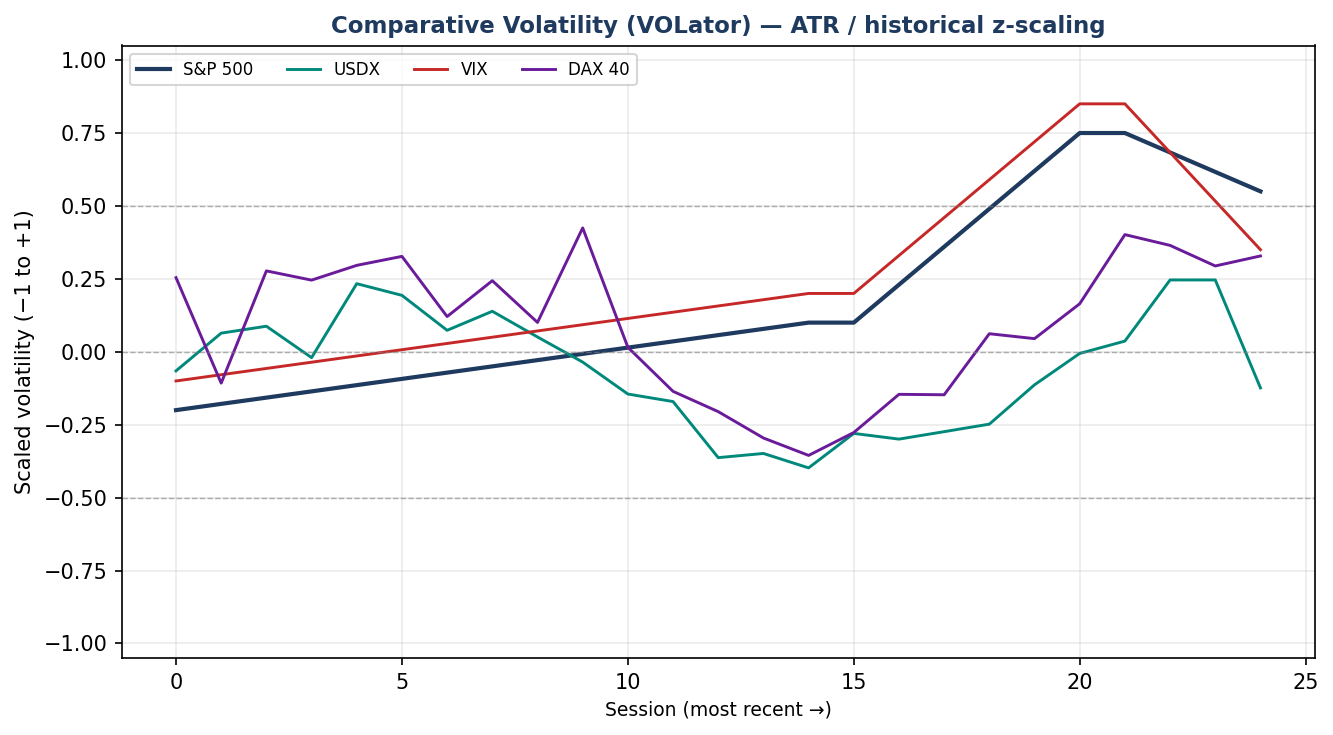 Comparative Volatility (VOLator) — ATR / historical z-scaling
S&P 500 USDX VIX DAX 40
Scaled volatility (−1 to +1)
1.00
0.75
0.50
0.25
0.00
−0.25
−0.50
−0.75
−1.00
0 5 10 15 20 25
Session (most recent →)